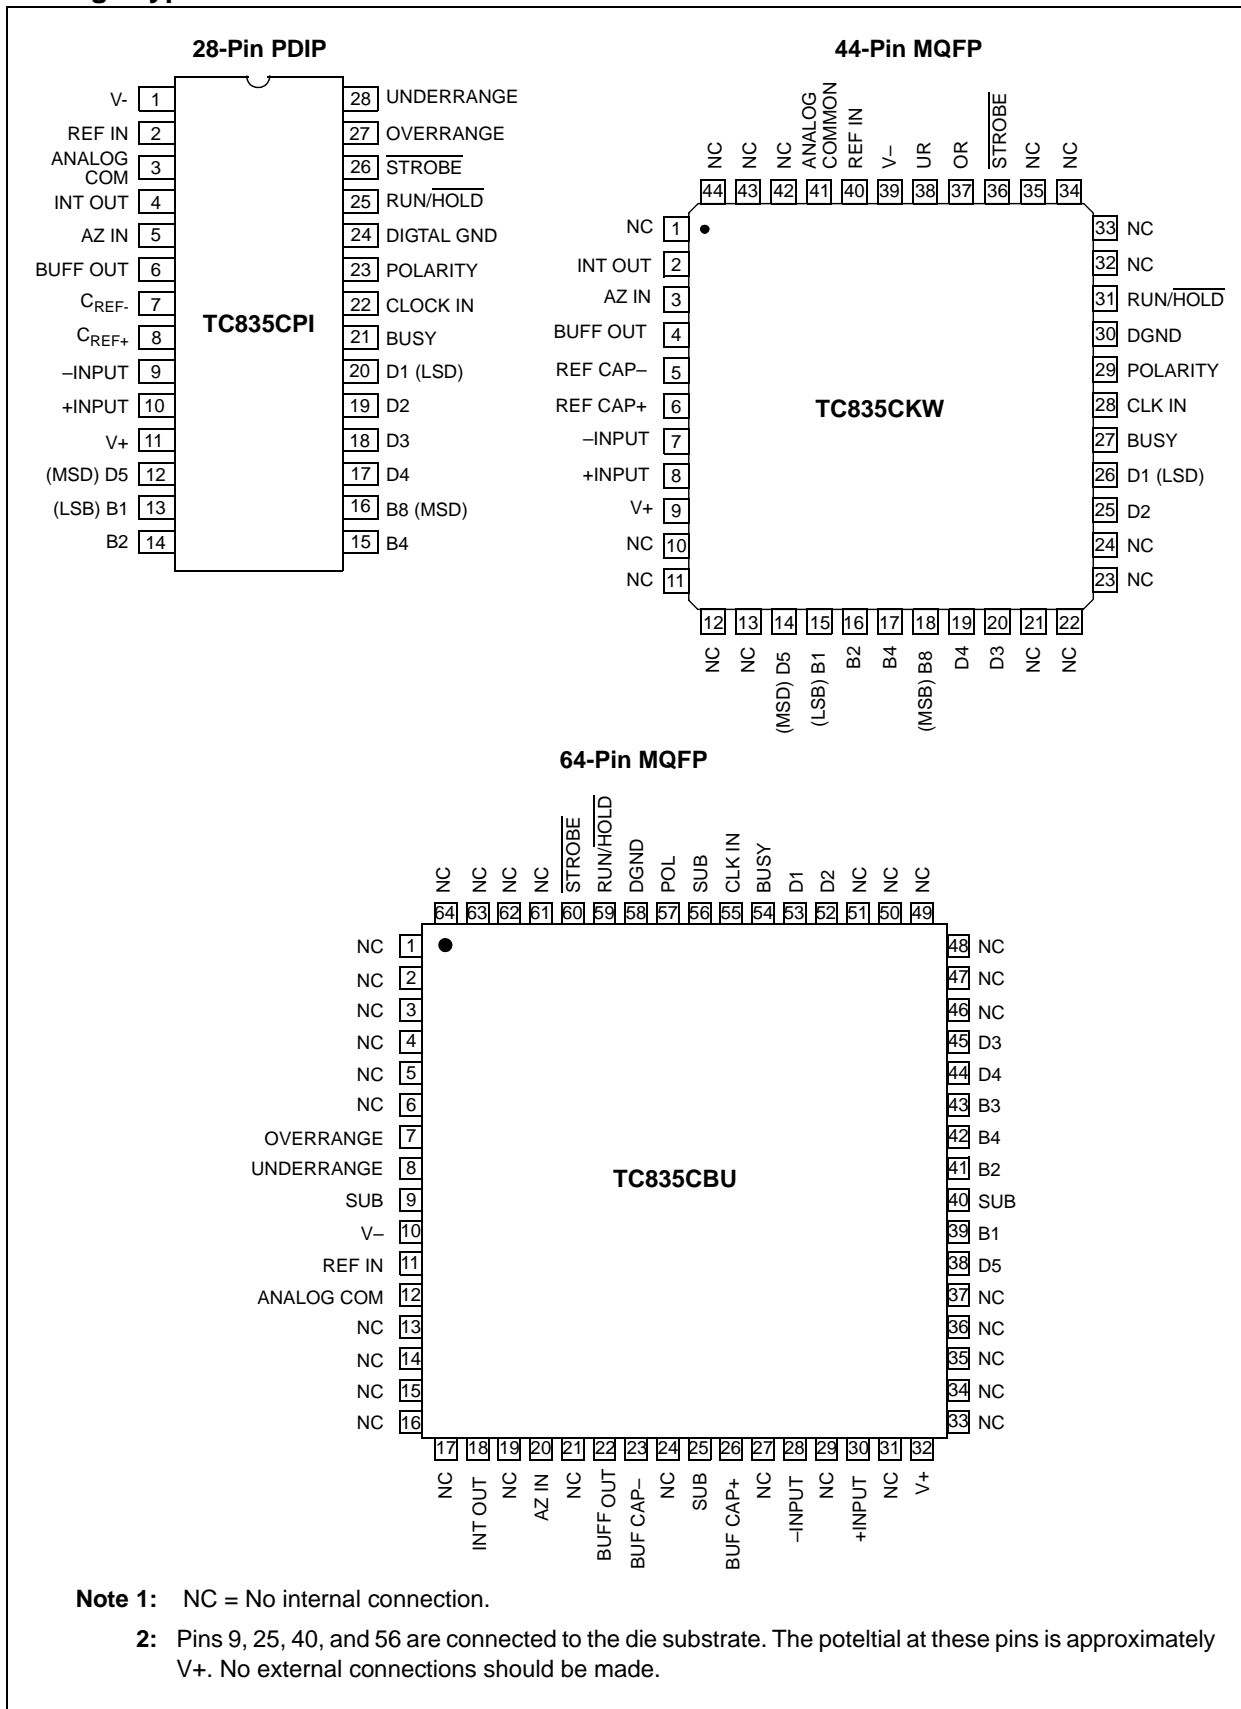 28-Pin PDIP
V- 1
REF IN 2
ANALOG
COM 3
INT OUT 4
AZ IN 5
BUFF OUT 6
CREF- 7
CREF+ 8
–INPUT 9
+INPUT 10
V+ 11
(MSD) D5 12
(LSB) B1 13
B2 14
TC835CPI
28 UNDERRANGE
27 OVERRANGE
26 STROBE
25 RUN/HOLD
24 DIGTAL GND
23 POLARITY
22 CLOCK IN
21 BUSY
20 D1 (LSD)
19 D2
18 D3
17 D4
16 B8 (MSD)
15 B4
44-Pin MQFP
NC 44
NC 43
NC 42
ANALOG
COMMON 41
REF IN 40
V– 39
UR 38
OR 37
STROBE 36
NC 35
NC 34
NC 1
INT OUT 2
AZ IN 3
BUFF OUT 4
REF CAP– 5
REF CAP+ 6
–INPUT 7
+INPUT 8
V+ 9
NC 10
NC 11
TC835CKW
33 NC
32 NC
31 RUN/HOLD
30 DGND
29 POLARITY
28 CLK IN
27 BUSY
26 D1 (LSD)
25 D2
24 NC
23 NC
12 NC
13 NC
14 (MSD) D5
15 (LSB) B1
16 B2
17 B4
18 (MSB) B8
19 D4
20 D3
21 NC
22 NC
64-Pin MQFP
NC 64
NC 63
NC 62
NC 61
STROBE 60
RUN/HOLD 59
DGND 58
POL 57
SUB 56
CLK IN 55
BUSY 54
D1 53
D2 52
NC 51
NC 50
NC 49
NC 1
NC 2
NC 3
NC 4
NC 5
NC 6
OVERRANGE 7
UNDERRANGE 8
SUB 9
V– 10
REF IN 11
ANALOG COM 12
NC 13
NC 14
NC 15
NC 16
TC835CBU
48 NC
47 NC
46 NC
45 D3
44 D4
43 B3
42 B4
41 B2
40 SUB
39 B1
38 D5
37 NC
36 NC
35 NC
34 NC
33 NC
17 NC
18 INT OUT
19 NC
20 AZ IN
21 NC
22 BUFF OUT
23 BUF CAP–
24 NC
25 SUB
26 BUF CAP+
27 NC
28 –INPUT
29 NC
30 +INPUT
31 NC
32 V+
Note 1: NC = No internal connection.
2: Pins 9, 25, 40, and 56 are connected to the die substrate. The poteltial at these pins is approximately
V+. No external connections should be made.